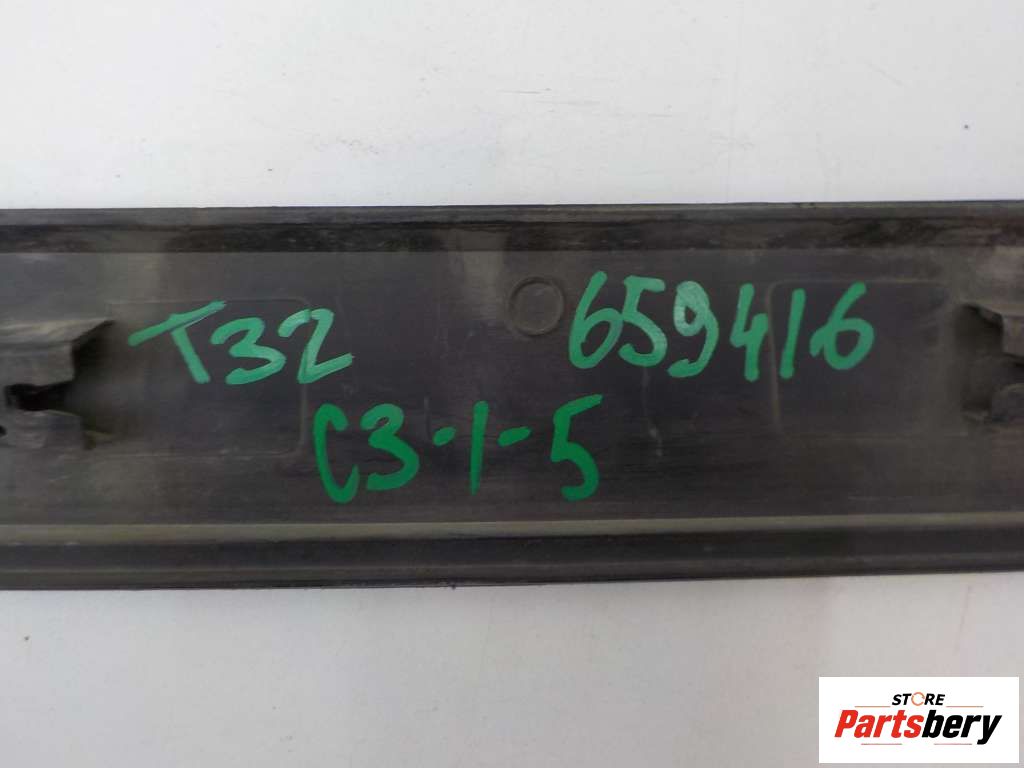 T32 659416
C3-1-5
STORE
Partsbery